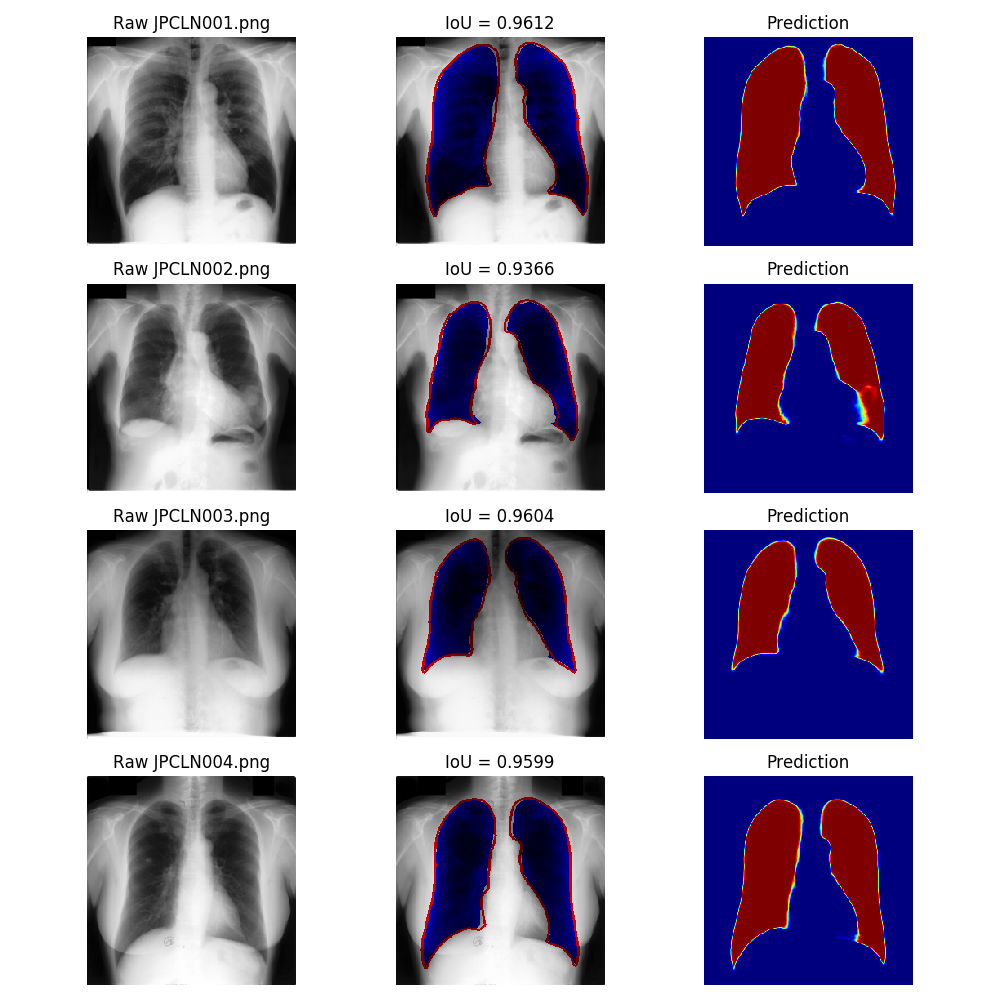 Raw JPCLN001.png
IoU = 0.9612
Prediction
Raw JPCLN002.png
IoU = 0.9366
Prediction
Raw JPCLN003.png
IoU = 0.9604
Prediction
Raw JPCLN004.png
IoU = 0.9599
Prediction